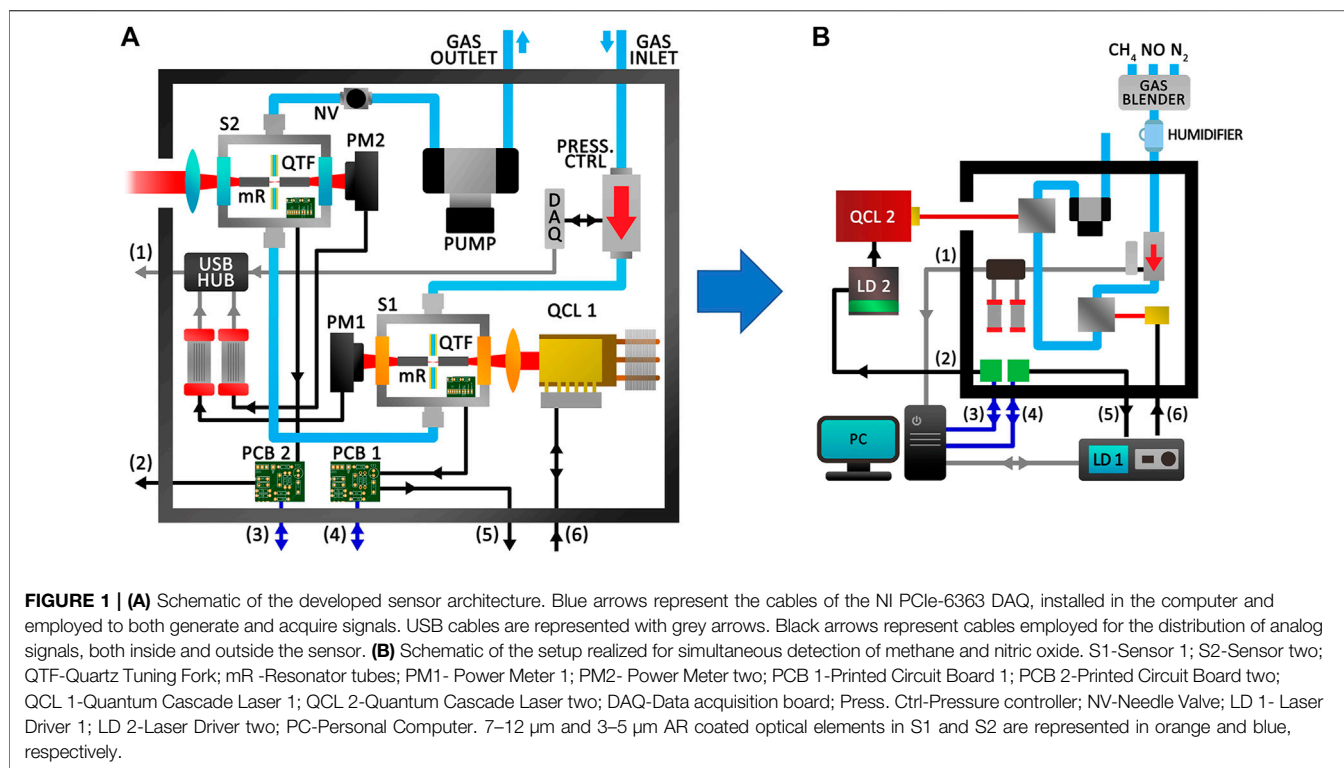 A
GAS
OUTLET
GAS
INLET
NV
S2
PM2
QTF
mR
PRESS.
CTRL
DAQ
PUMP
(1)
USB
HUB
S1
PM1
QTF
mR
QCL 1
PCB 2
PCB 1
(2)
(3)
(4)
(5)
(6)
B
CH4 NO N2
GAS
BLENDER
HUMIDIFIER
QCL 2
(1)
LD 2
(2)
(3)
(4)
(5)
(6)
PC
LD 1
FIGURE 1 | (A) Schematic of the developed sensor architecture. Blue arrows represent the cables of the NI PCIe-6363 DAQ, installed in the computer and
employed to both generate and acquire signals. USB cables are represented with grey arrows. Black arrows represent cables employed for the distribution of analog
signals, both inside and outside the sensor. (B) Schematic of the setup realized for simultaneous detection of methane and nitric oxide. S1-Sensor 1; S2-Sensor two;
QTF-Quartz Tuning Fork; mR -Resonator tubes; PM1- Power Meter 1; PM2- Power Meter two; PCB 1-Printed Circuit Board 1; PCB 2-Printed Circuit Board two;
QCL 1-Quantum Cascade Laser 1; QCL 2-Quantum Cascade Laser two; DAQ-Data acquisition board; Press. Ctrl-Pressure controller; NV-Needle Valve; LD 1- Laser
Driver 1; LD 2-Laser Driver two; PC-Personal Computer. 7–12 μm and 3–5 μm AR coated optical elements in S1 and S2 are represented in orange and blue,
respectively.